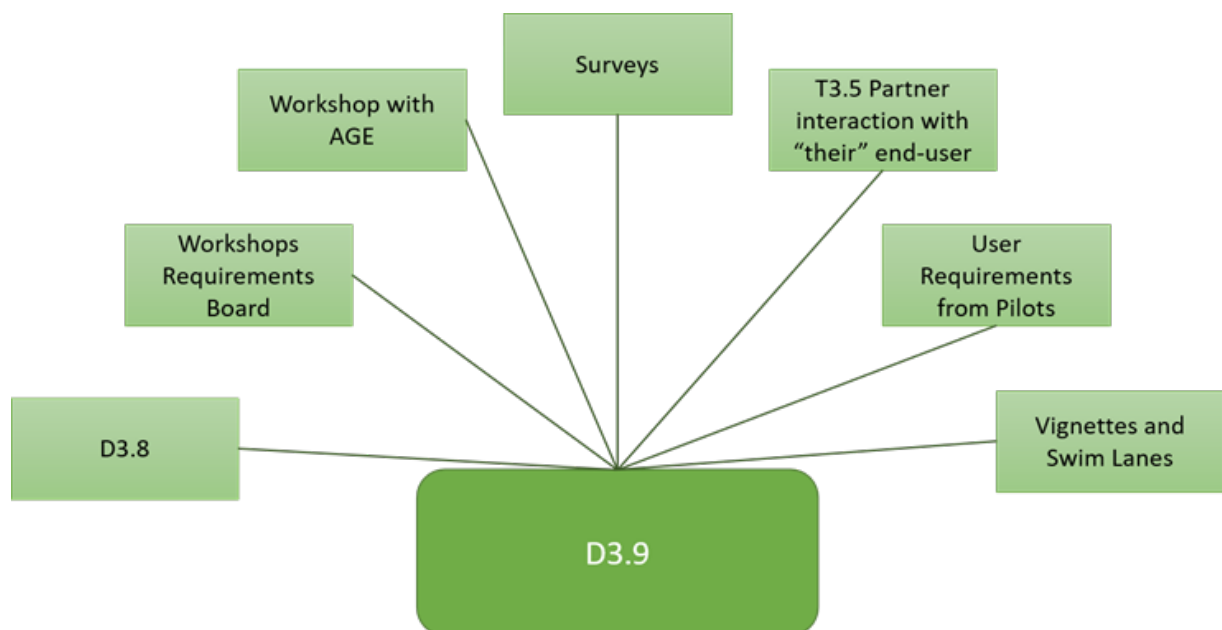 Surveys
Workshop with
AGE
T3.5 Partner
interaction with
“their” end-user
Workshops
Requirements
Board
User
Requirements
from Pilots
D3.8
Vignettes and
Swim Lanes
D3.9